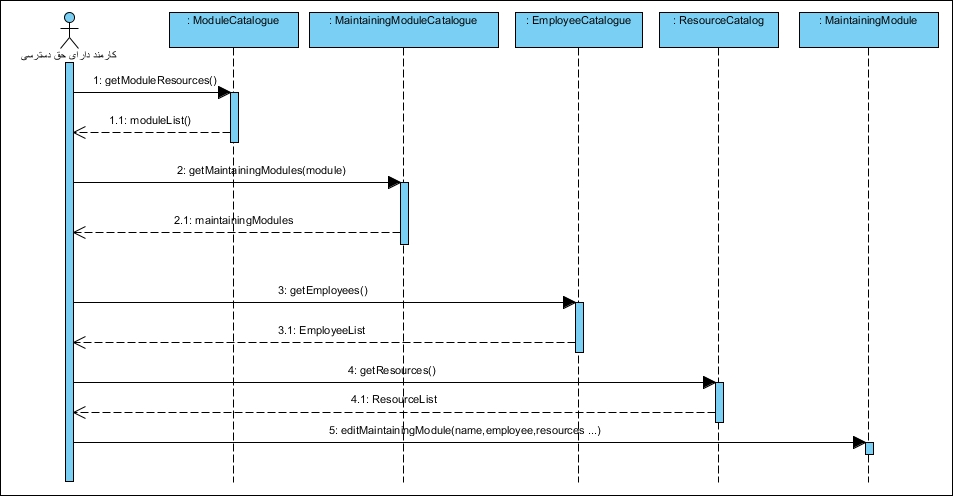 : ModuleCatalogue
: MaintainingModuleCatalogue
: EmployeeCatalogue
: ResourceCatalog
: MaintainingModule
کارمند دارای حق دسترسی
1: getModuleResources()
1.1: moduleList()
2: getMaintainingModules(module)
2.1: maintainingModules
3: getEmployees()
3.1: EmployeeList
4: getResources()
4.1: ResourceList
5: editMaintainingModule(name,employee,resources ...)